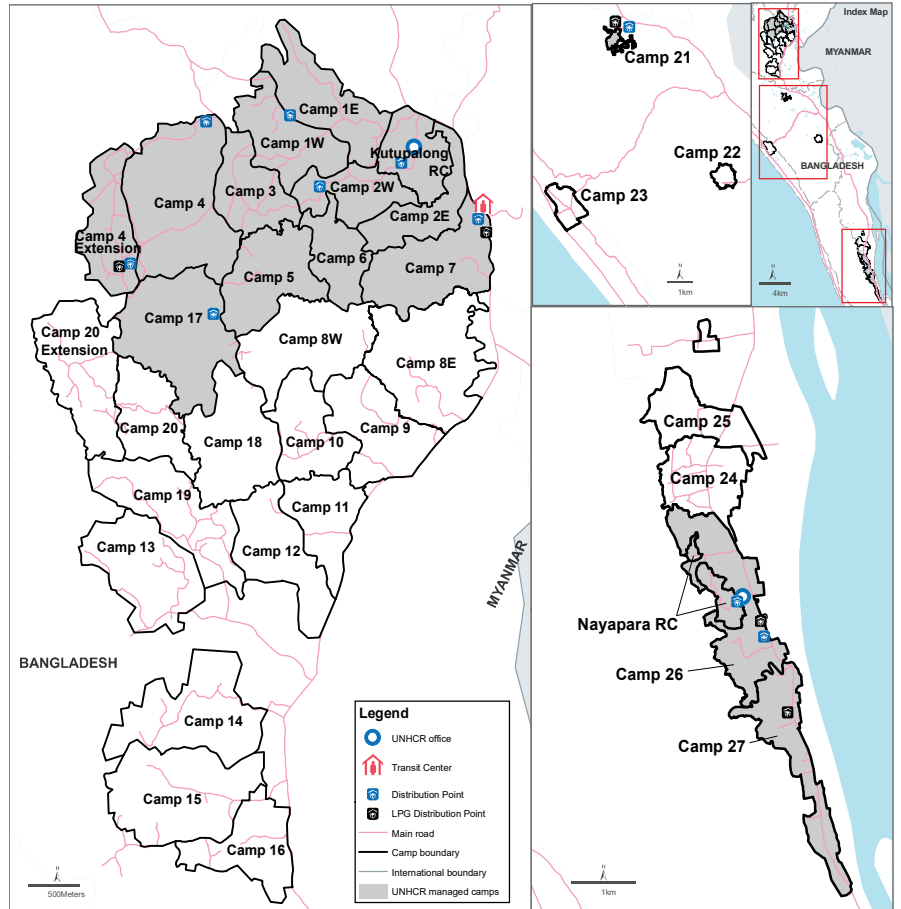 Camp 1E
Camp 1W
Kutupalong
RC
Camp 3
Camp 2W
Camp 4
Camp 2E
Camp 4
Extension
Camp 6
Camp 7
Camp 5
Camp 17
Camp 20
Extension
Camp 8W
Camp 8E
Camp 20
Camp 18
Camp 10
Camp 9
Camp 19
Camp 11
Camp 13
Camp 12
MYANMAR
BANGLADESH
Camp 14
Camp 15
Camp 16
N
500Meters
Legend
UNHCR office
Transit Center
Distribution Point
LPG Distribution Point
Main road
Camp boundary
International boundary
UNHCR managed camps
Camp 21
Camp 22
Camp 23
N
1km
Index Map
MYANMAR
BANGLADESH
N
4km
Camp 25
Camp 24
Nayapara RC
Camp 26
Camp 27
N
1km